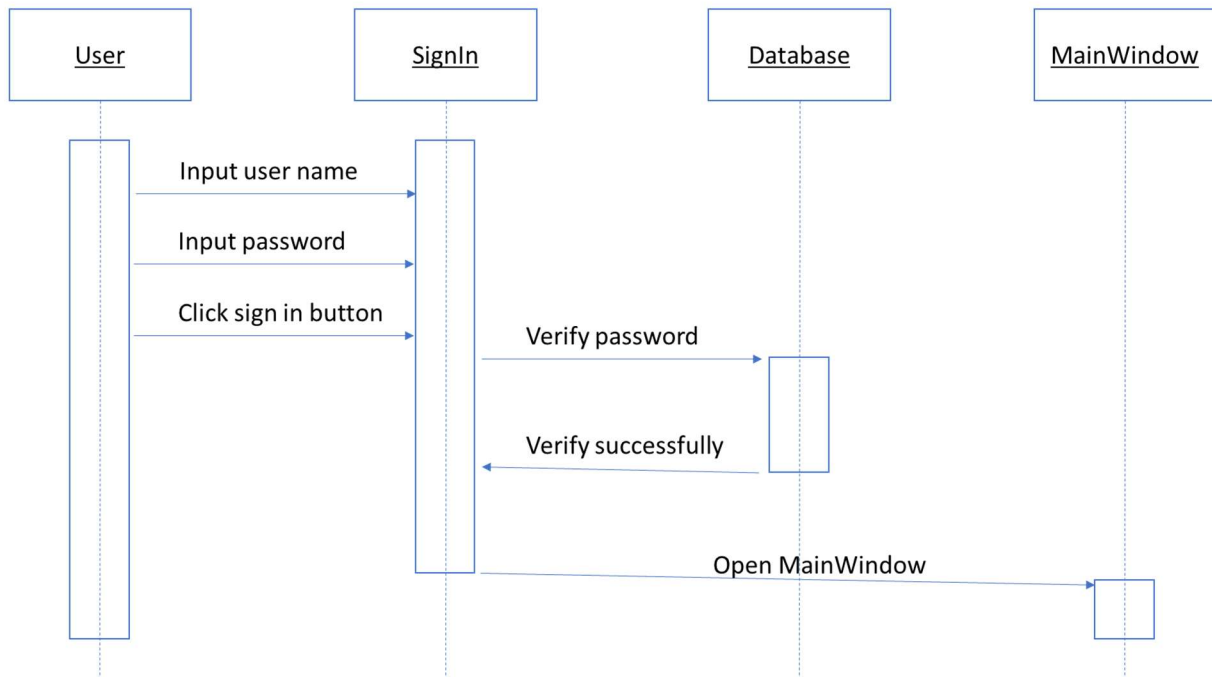 User
SignIn
Database
MainWindow
Input user name
Input password
Click sign in button
Verify password
Verify successfully
Open MainWindow